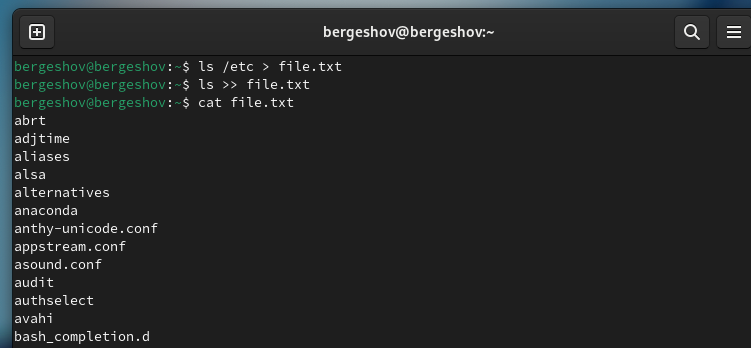 bergeshov@bergeshov:~
bergeshov@bergeshov:~$ ls /etc > file.txt
bergeshov@bergeshov:~$ ls >> file.txt
bergeshov@bergeshov:~$ cat file.txt
abrt
adjtime
aliases
alsa
alternatives
anaconda
anthy-unicode.conf
appstream.conf
asound.conf
audit
authselect
avahi
bash_completion.d